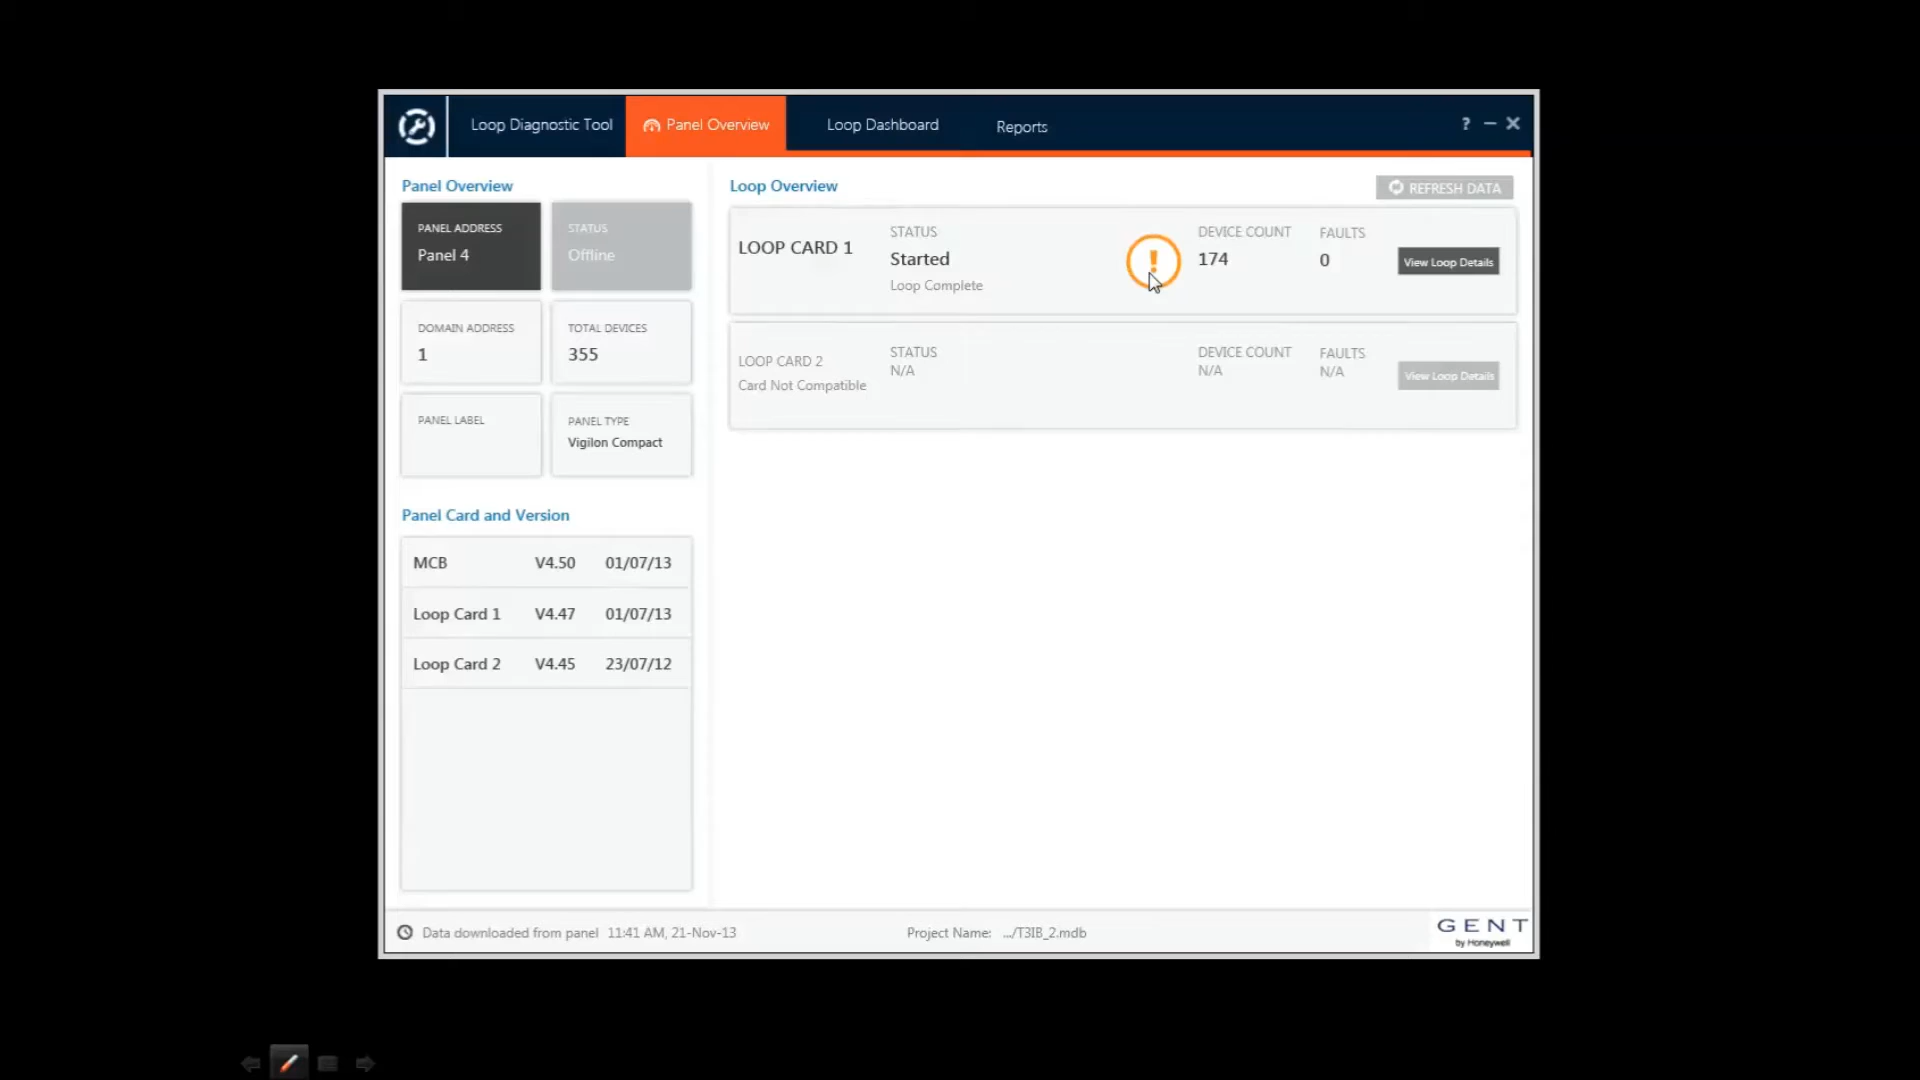 Loop Diagnostic Tool
Panel Overview
Loop Dashboard
Reports
?
Panel Overview
PANEL ADDRESS
Panel 4
STATUS
Offline
DOMAIN ADDRESS
1
TOTAL DEVICES
355
PANEL LABEL
PANEL TYPE
Vigilon Compact
Panel Card and Version
MCB V4.50 01/07/13
Loop Card 1 V4.47 01/07/13
Loop Card 2 V4.45 23/07/12
Loop Overview
REFRESH DATA
LOOP CARD 1
STATUS
Started
Loop Complete
!
DEVICE COUNT
174
FAULTS
0
View Loop Details
LOOP CARD 2
Card Not Compatible
STATUS
N/A
DEVICE COUNT
N/A
FAULTS
N/A
View Loop Details
Data downloaded from panel 11:41 AM, 21-Nov-13
Project Name: .../T3IB_2.mdb
GENT
by Honeywell